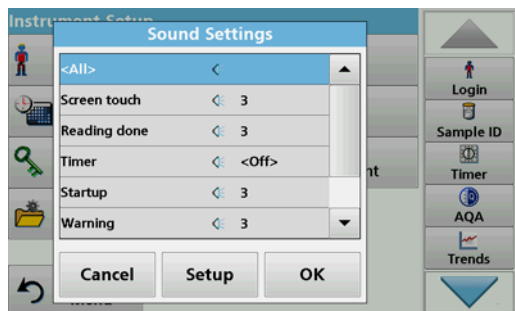 Instrument Setup
Sound Settings
<All>
Screen touch 3
Reading done 3
Timer <Off>
Startup 3
Warning 3
Cancel Setup OK
Login
Sample ID
Timer
AQA
Trends